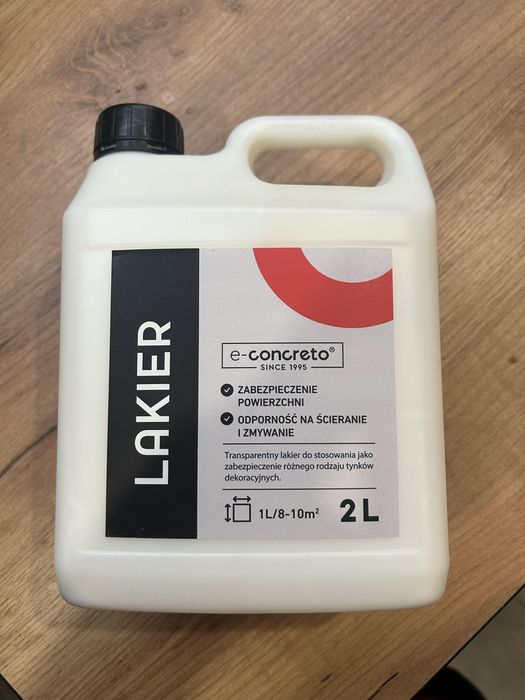 LAKIER
e-concreto®
SINCE 1995
ZABEZPIECZENIE
POWIERZCHNI
ODPORNOŚĆ NA ŚCIERANIE
I ZMYWANIE
Transparentny lakier do stosowania jako
zabezpieczenie różnego rodzaju tynków
dekoracyjnych.
1L/8-10m²
2 L